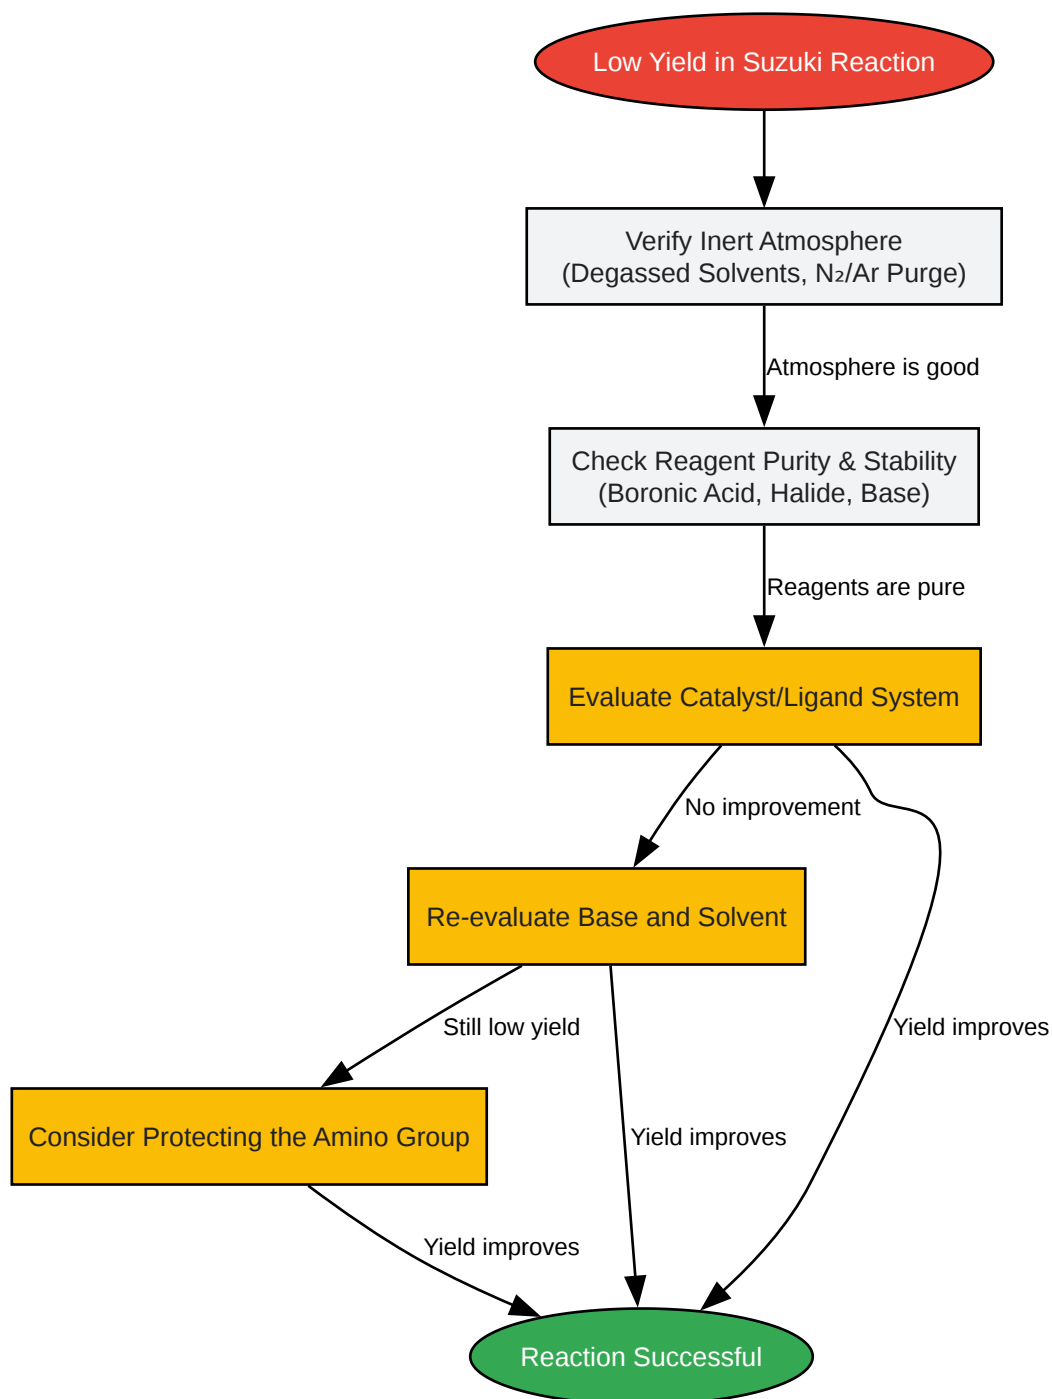 Low Yield in Suzuki Reaction
Verify Inert Atmosphere
(Degassed Solvents, N₂/Ar Purge)
Atmosphere is good
Check Reagent Purity & Stability
(Boronic Acid, Halide, Base)
Reagents are pure
Evaluate Catalyst/Ligand System
No improvement
Re-evaluate Base and Solvent
Still low yield
Yield improves
Consider Protecting the Amino Group
Yield improves
Yield improves
Reaction Successful